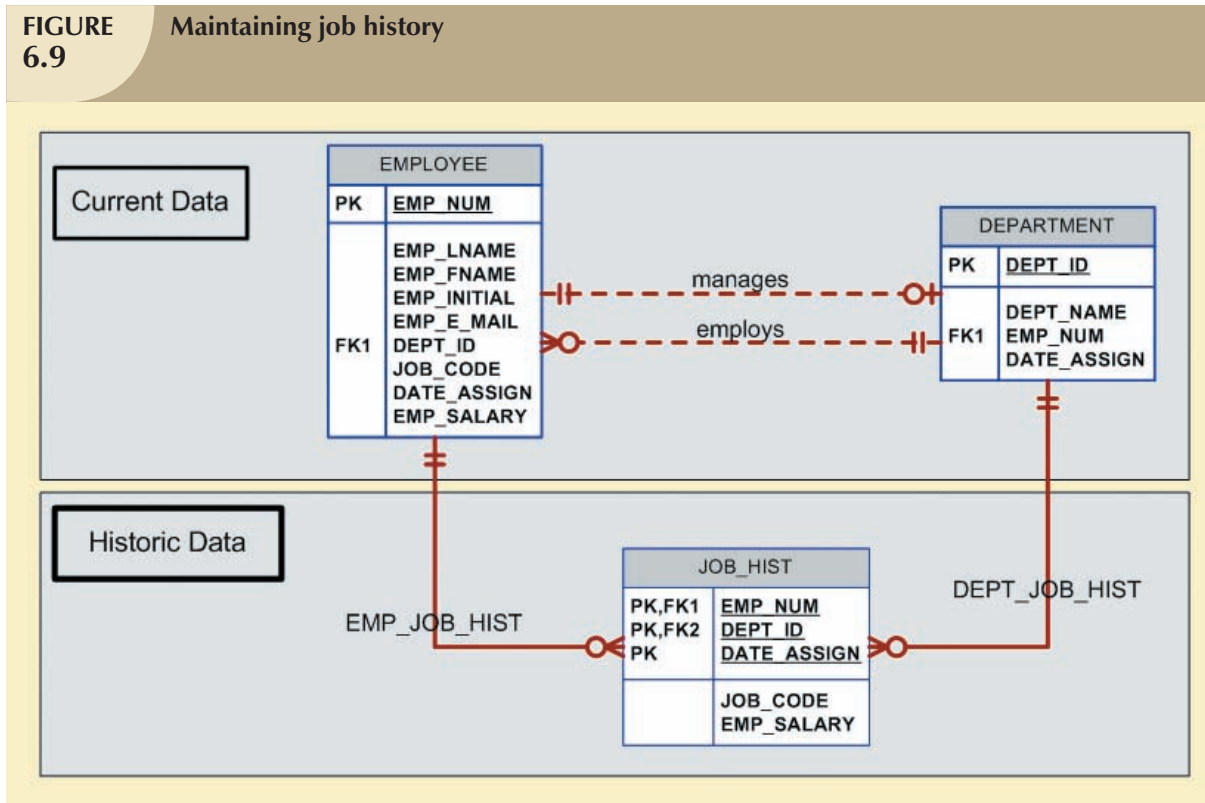 FIGURE 6.9
Maintaining job history
Current Data
EMPLOYEE
PK EMP_NUM
EMP_LNAME
EMP_FNAME
EMP_INITIAL
EMP_E_MAIL
FK1 DEPT_ID
JOB_CODE
DATE_ASSIGN
EMP_SALARY
manages
employs
DEPARTMENT
PK DEPT_ID
DEPT_NAME
FK1 EMP_NUM
DATE_ASSIGN
Historic Data
EMP_JOB_HIST
JOB_HIST
PK,FK1 EMP_NUM
PK,FK2 DEPT_ID
PK DATE_ASSIGN
JOB_CODE
EMP_SALARY
DEPT_JOB_HIST